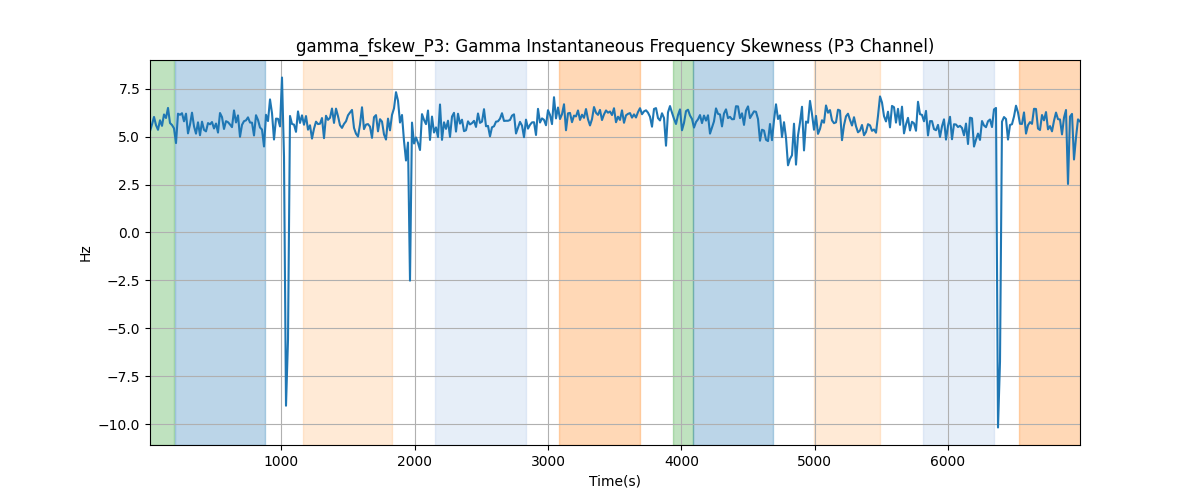 gamma_fskew_P3: Gamma Instantaneous Frequency Skewness (P3 Channel)
7.5
5.0
2.5
0.0
−2.5
−5.0
−7.5
−10.0
Hz
1000 2000 3000 4000 5000 6000
Time(s)